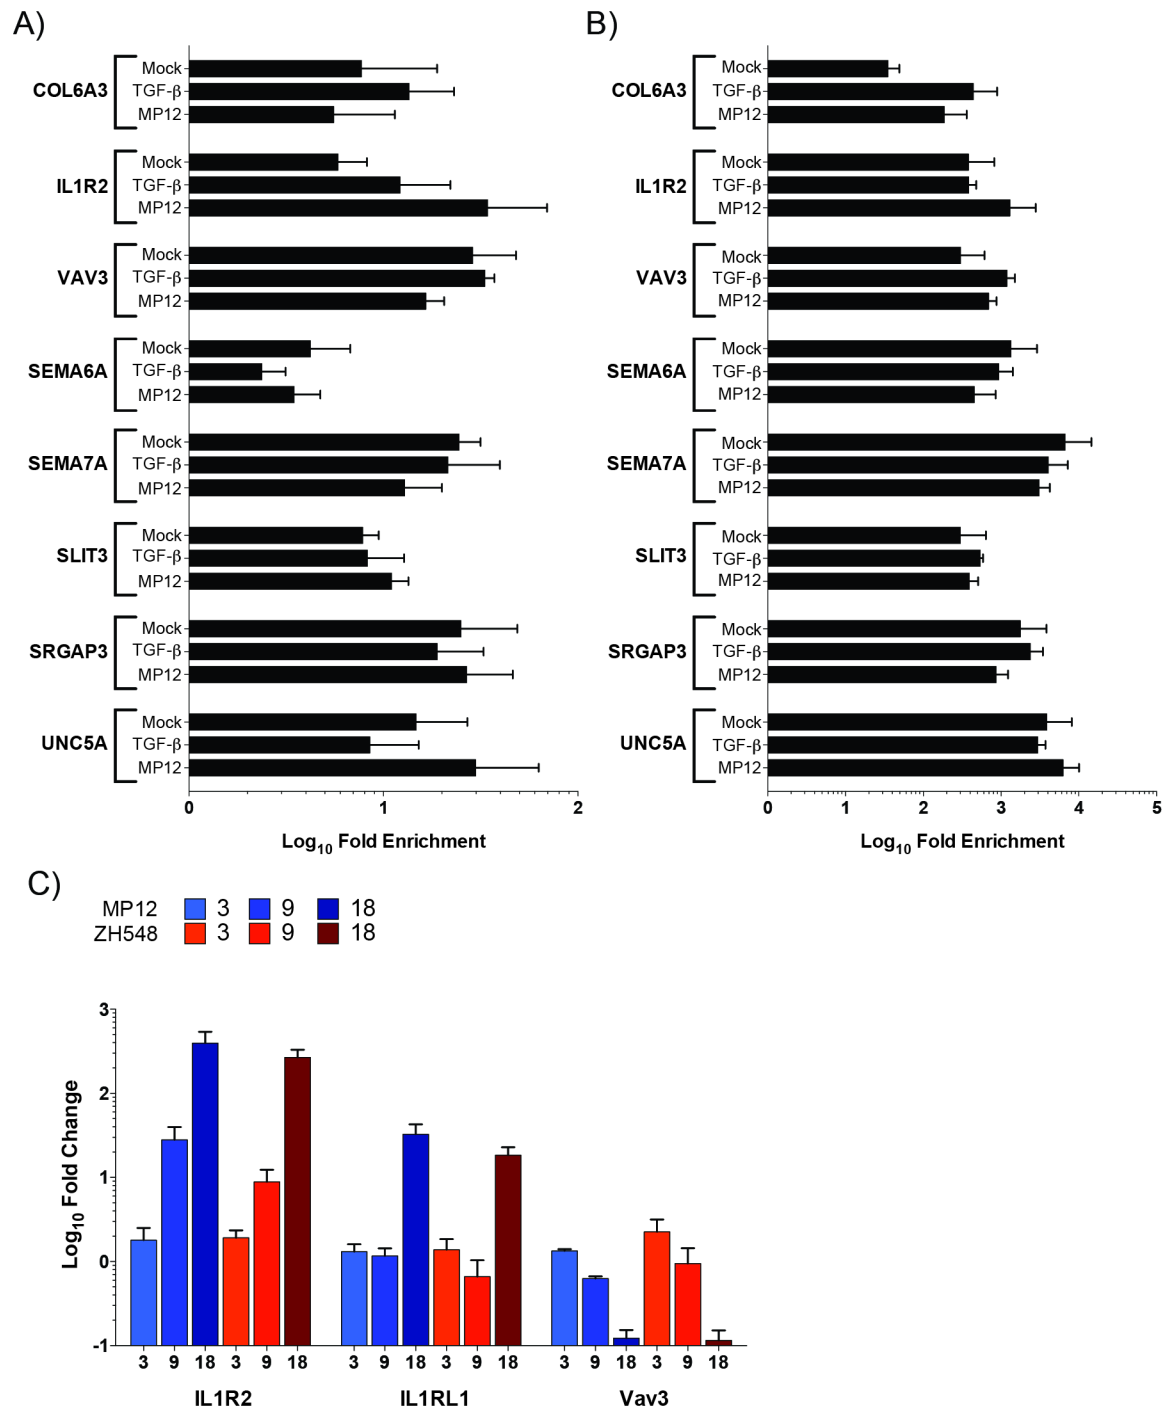 A)
COL6A3
Mock
TGF-β
MP12
IL1R2
Mock
TGF-β
MP12
VAV3
Mock
TGF-β
MP12
SEMA6A
Mock
TGF-β
MP12
SEMA7A
Mock
TGF-β
MP12
SLIT3
Mock
TGF-β
MP12
SRGAP3
Mock
TGF-β
MP12
UNC5A
Mock
TGF-β
MP12
0 1 2
Log10 Fold Enrichment
B)
COL6A3
Mock
TGF-β
MP12
IL1R2
Mock
TGF-β
MP12
VAV3
Mock
TGF-β
MP12
SEMA6A
Mock
TGF-β
MP12
SEMA7A
Mock
TGF-β
MP12
SLIT3
Mock
TGF-β
MP12
SRGAP3
Mock
TGF-β
MP12
UNC5A
Mock
TGF-β
MP12
0 1 2 3 4 5
Log10 Fold Enrichment
C)
MP12 3 9 18
ZH548 3 9 18
Log10 Fold Change
3
2
1
0
-1
3 9 18 3 9 18 3 9 18 3 9 18 3 9 18 3 9 18
IL1R2 IL1RL1 Vav3